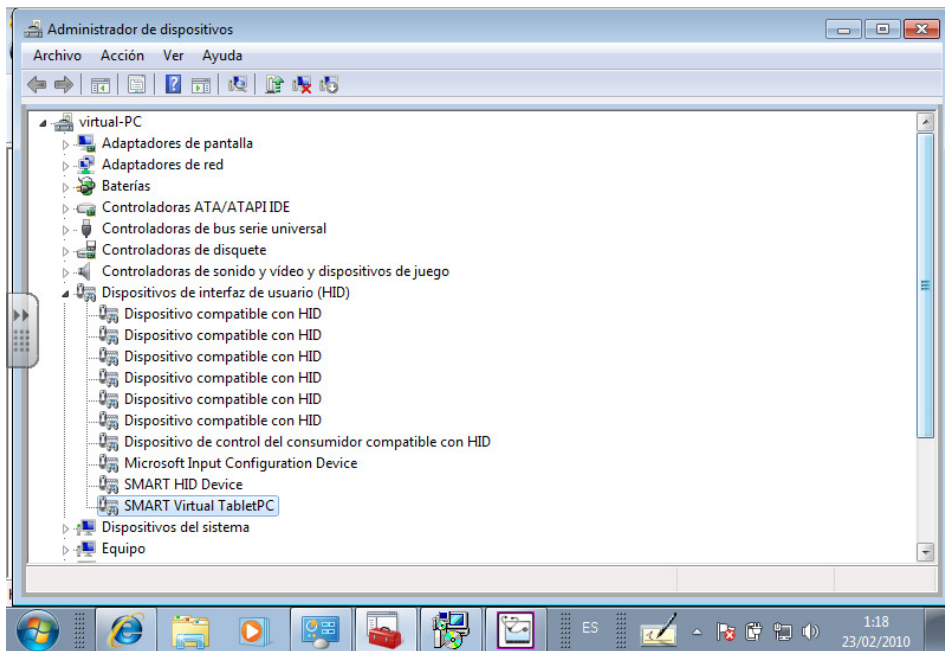 Administrador de dispositivos
Archivo Acción Ver Ayuda
virtual-PC
Adaptadores de pantalla
Adaptadores de red
Baterías
Controladoras ATA/ATAPI IDE
Controladoras de bus serie universal
Controladoras de disquete
Controladoras de sonido y vídeo y dispositivos de juego
Dispositivos de interfaz de usuario (HID)
Dispositivo compatible con HID
Dispositivo compatible con HID
Dispositivo compatible con HID
Dispositivo compatible con HID
Dispositivo compatible con HID
Dispositivo compatible con HID
Dispositivo de control del consumidor compatible con HID
Microsoft Input Configuration Device
SMART HID Device
SMART Virtual TabletPC
Dispositivos del sistema
Equipo
ES
1:18
23/02/2010